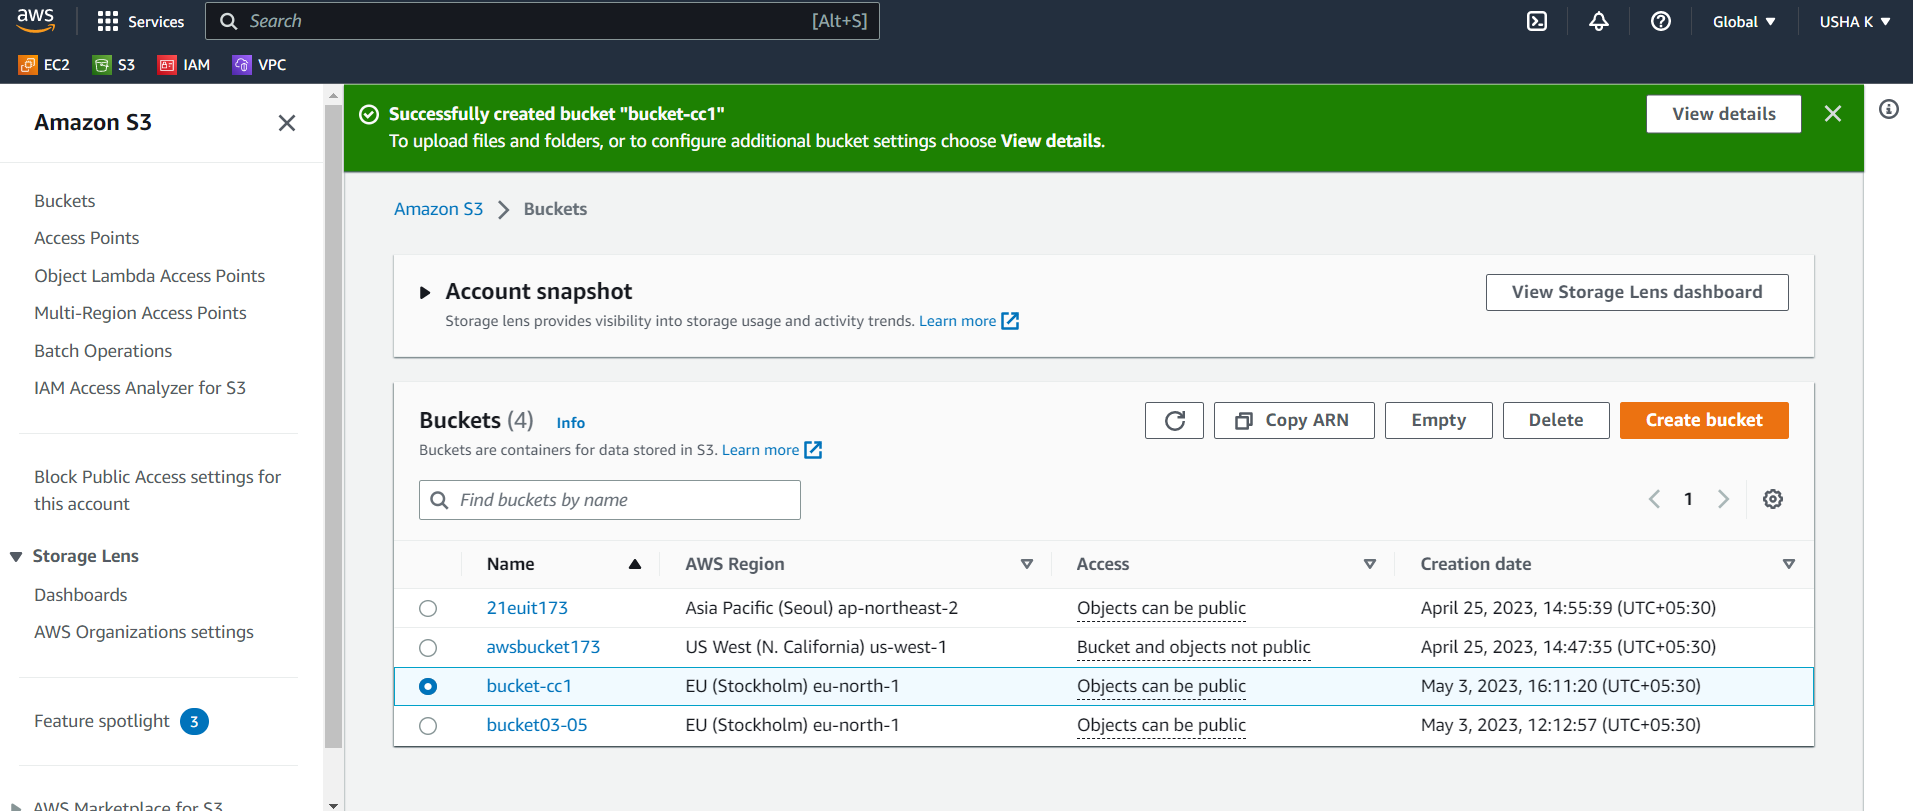 aws
Services
Search
[Alt+S]
Global
USHA K
EC2
S3
IAM
VPC
Amazon S3
Buckets
Access Points
Object Lambda Access Points
Multi-Region Access Points
Batch Operations
IAM Access Analyzer for S3
Block Public Access settings for
this account
Storage Lens
Dashboards
AWS Organizations settings
Feature spotlight 3
AWS Marketplace for S3
Successfully created bucket "bucket-cc1"
To upload files and folders, or to configure additional bucket settings choose View details.
View details
Amazon S3 Buckets
Account snapshot
Storage lens provides visibility into storage usage and activity trends. Learn more
View Storage Lens dashboard
Buckets (4) Info
Buckets are containers for data stored in S3. Learn more
Copy ARN
Empty
Delete
Create bucket
Find buckets by name
1
Name AWS Region Access Creation date
21euit173 Asia Pacific (Seoul) ap-northeast-2 Objects can be public April 25, 2023, 14:55:39 (UTC+05:30)
awsbucket173 US West (N. California) us-west-1 Bucket and objects not public April 25, 2023, 14:47:35 (UTC+05:30)
bucket-cc1 EU (Stockholm) eu-north-1 Objects can be public May 3, 2023, 16:11:20 (UTC+05:30)
bucket03-05 EU (Stockholm) eu-north-1 Objects can be public May 3, 2023, 12:12:57 (UTC+05:30)